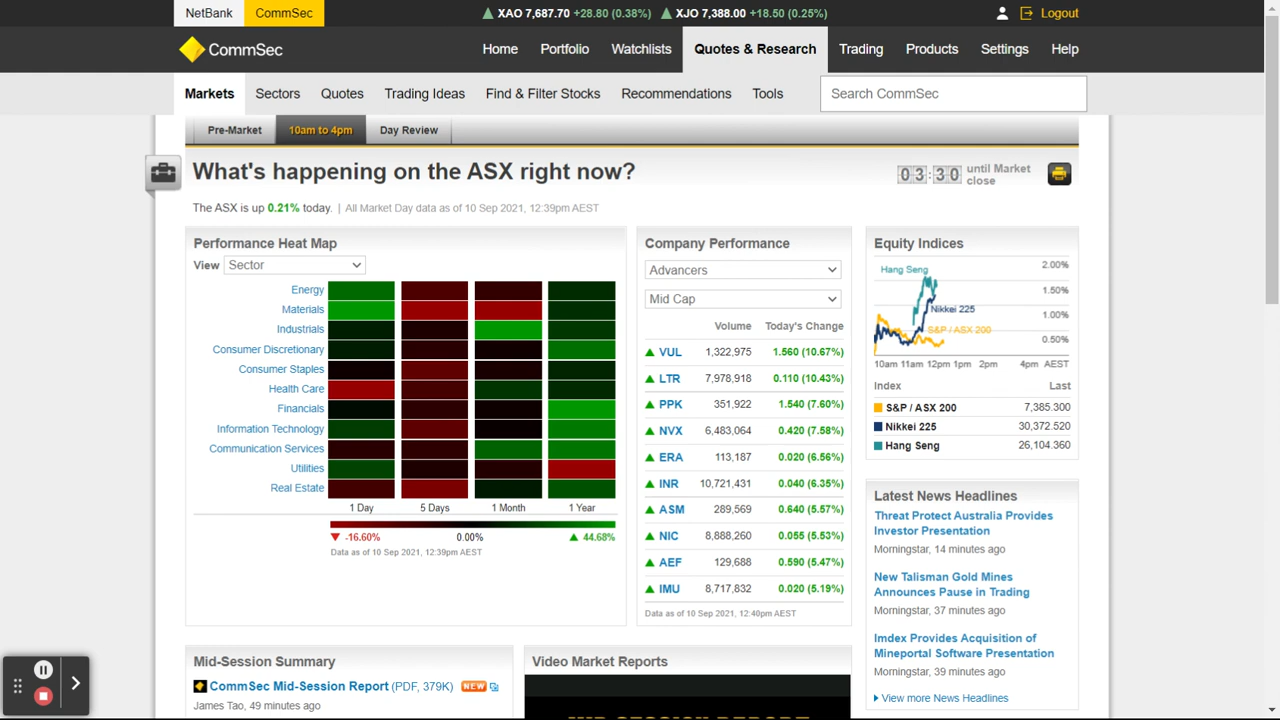 NetBank CommSec XAO 7,687.70 +28.80 (0.38%) XJO 7,388.00 +18.50 (0.25%) Logout
CommSec Home Portfolio Watchlists Quotes & Research Trading Products Settings Help
Markets Sectors Quotes Trading Ideas Find & Filter Stocks Recommendations Tools Search CommSec
Pre-Market 10am to 4pm Day Review
What's happening on the ASX right now?
03:30 until Market close
The ASX is up 0.21% today. | All Market Day data as of 10 Sep 2021, 12:39pm AEST
Performance Heat Map
View Sector
Energy
Materials
Industrials
Consumer Discretionary
Consumer Staples
Health Care
Financials
Information Technology
Communication Services
Utilities
Real Estate
1 Day 5 Days 1 Month 1 Year
-16.60% 0.00% 44.68%
Data as of 10 Sep 2021, 12:39pm AEST
Company Performance
Advancers
Mid Cap
Volume Today's Change
VUL 1,322,975 1.560 (10.67%)
LTR 7,978,918 0.110 (10.43%)
PPK 351,922 1.540 (7.60%)
NVX 6,483,064 0.420 (7.58%)
ERA 113,187 0.020 (6.56%)
INR 10,721,431 0.040 (6.35%)
ASM 289,569 0.640 (5.57%)
NIC 8,888,260 0.055 (5.53%)
AEF 129,688 0.590 (5.47%)
IMU 8,717,832 0.020 (5.19%)
Data as of 10 Sep 2021, 12:40pm AEST
Equity Indices
2.00%
Hang Seng
1.50%
Nikkei 225
1.00%
S&P / ASX 200
0.50%
10am 11am 12pm 1pm 2pm 4pm AEST
Index Last
S&P / ASX 200 7,385.300
Nikkei 225 30,372.520
Hang Seng 26,104.360
Latest News Headlines
Threat Protect Australia Provides
Investor Presentation
Morningstar, 14 minutes ago
New Talisman Gold Mines
Announces Pause in Trading
Morningstar, 37 minutes ago
Imdex Provides Acquisition of
Mineportal Software Presentation
Morningstar, 39 minutes ago
View more News Headlines
Mid-Session Summary
CommSec Mid-Session Report (PDF, 379K) NEW
James Tao, 49 minutes ago
Video Market Reports
MID-SESSION REPORT